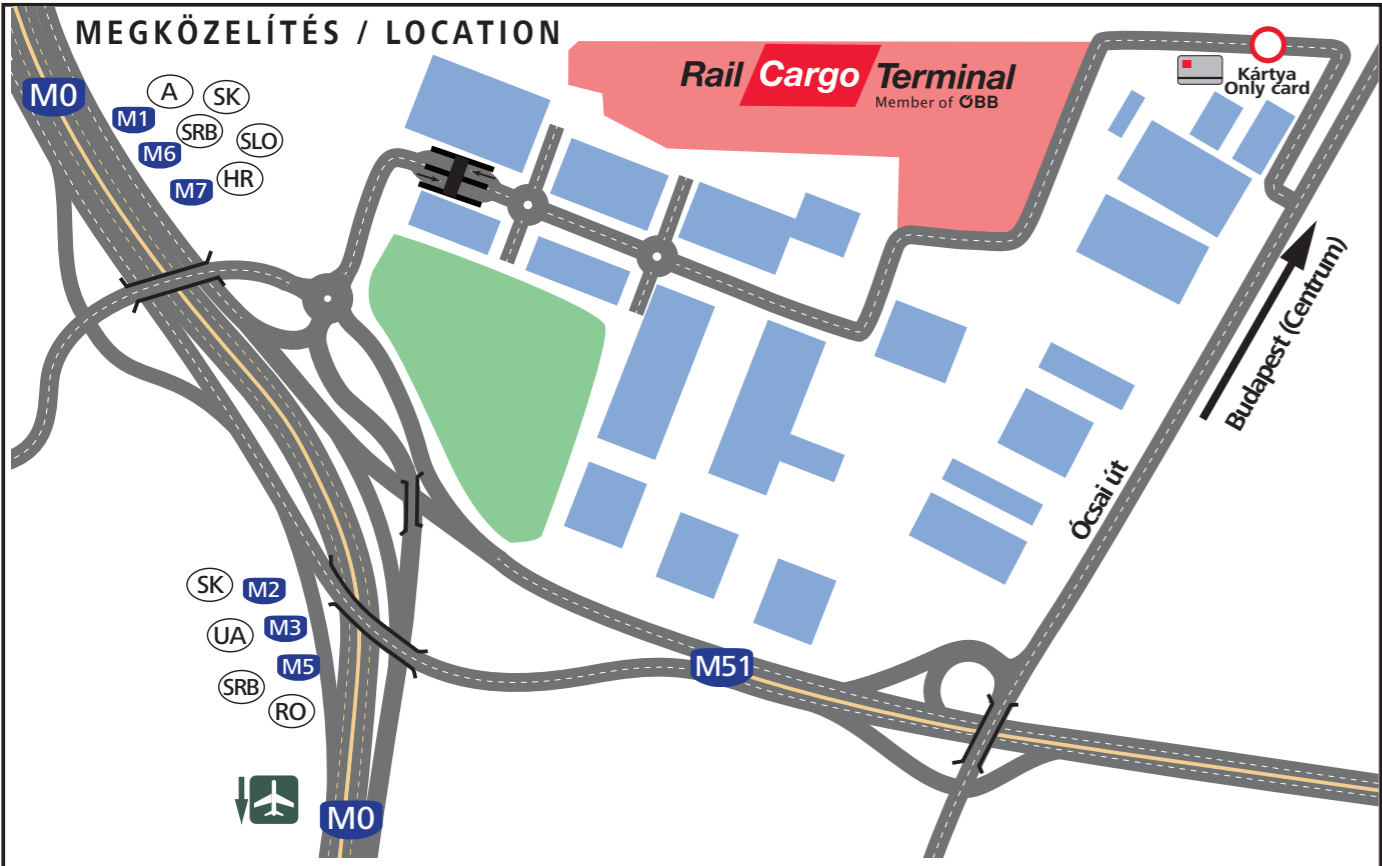 MEGKÖZELÍTÉS / LOCATION
M0
A
SK
M1
SRB
SLO
M6
HR
M7
Rail Cargo Terminal
Member of ÖBB
Kártya
Only card
Budapest (Centrum)
Ócsai út
SK
M2
UA
M3
M5
SRB
RO
M51
M0